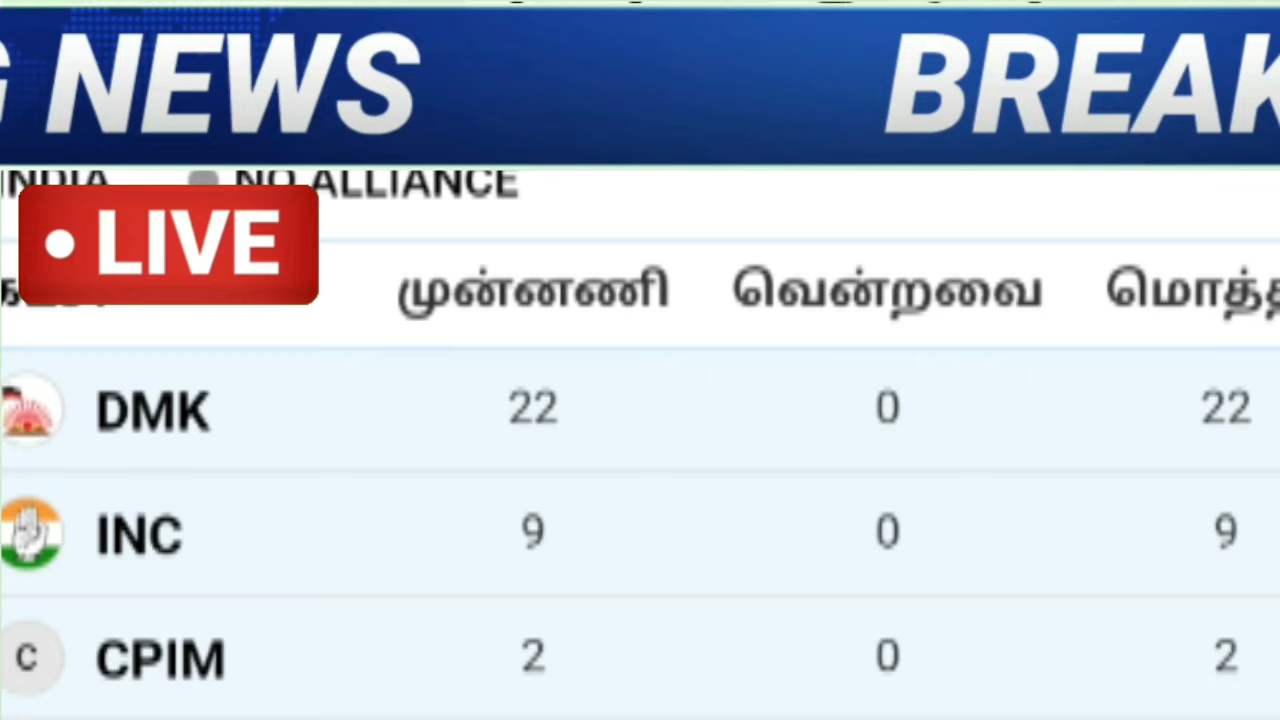 NEWS BREAK
INDIA NO ALLIANCE
• LIVE
முன்னணி வென்றவை மொத்த
DMK 22 0 22
INC 9 0 9
C CPIM 2 0 2